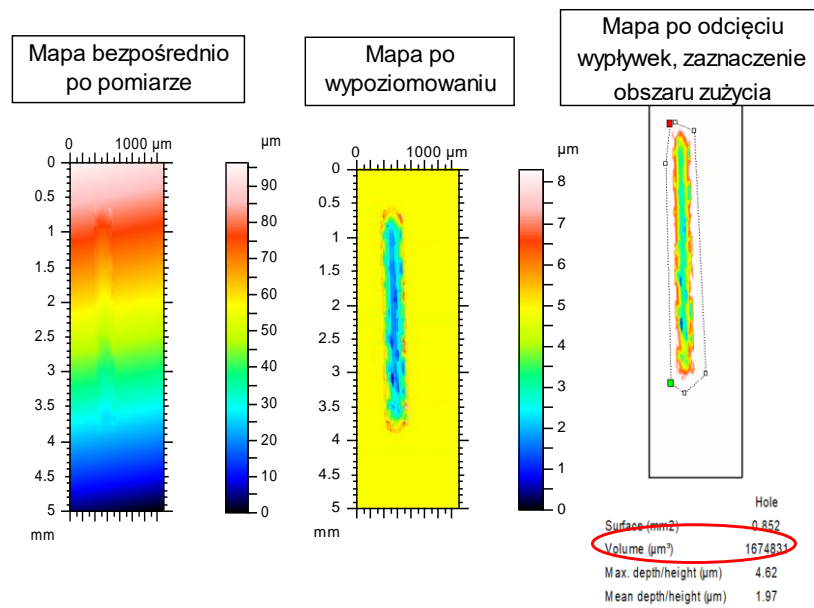 Mapa bezpośrednio
po pomiarze
Mapa po
wypoziomowaniu
Mapa po odcięciu
wypływek, zaznaczenie
obszaru zużycia
0 1000 µm
µm
0
0.5
1
1.5
2
2.5
3
3.5
4
4.5
5
mm
90
80
70
60
50
40
30
20
10
0
0 1000 µm
µm
0
0.5
1
1.5
2
2.5
3
3.5
4
4.5
5
mm
8
7
6
5
4
3
2
1
0
Hole
Surface (mm2) 0.852
Volume (µm³) 1674831
Max. depth/height (µm) 4.62
Mean depth/height (µm) 1.97